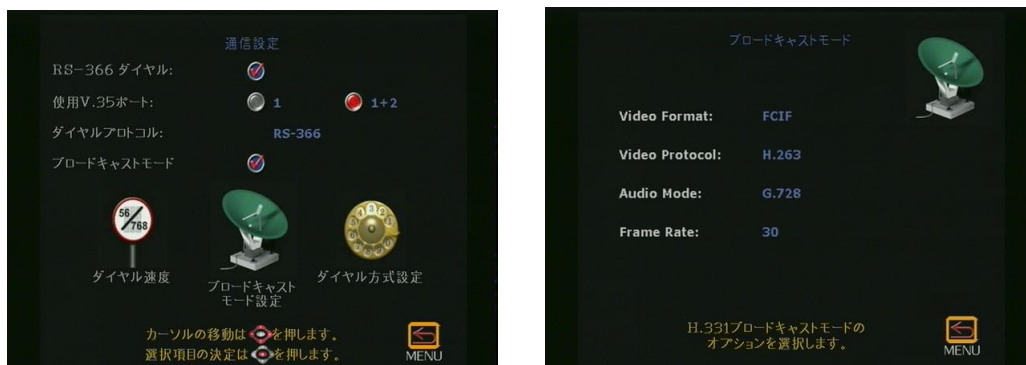 通信設定
RS-366 ダイヤル:
使用V.35ポート: 1 1+2
ダイヤルプロトコル: RS-366
ブロードキャストモード
56/768
ダイヤル速度
ブロードキャスト
モード設定
ダイヤル方式設定
カーソルの移動は を押します。
選択項目の決定は を押します。
MENU
ブロードキャストモード
Video Format: FCIF
Video Protocol: H.263
Audio Mode: G.728
Frame Rate: 30
H.331ブロードキャストモードの
オプションを選択します。
MENU